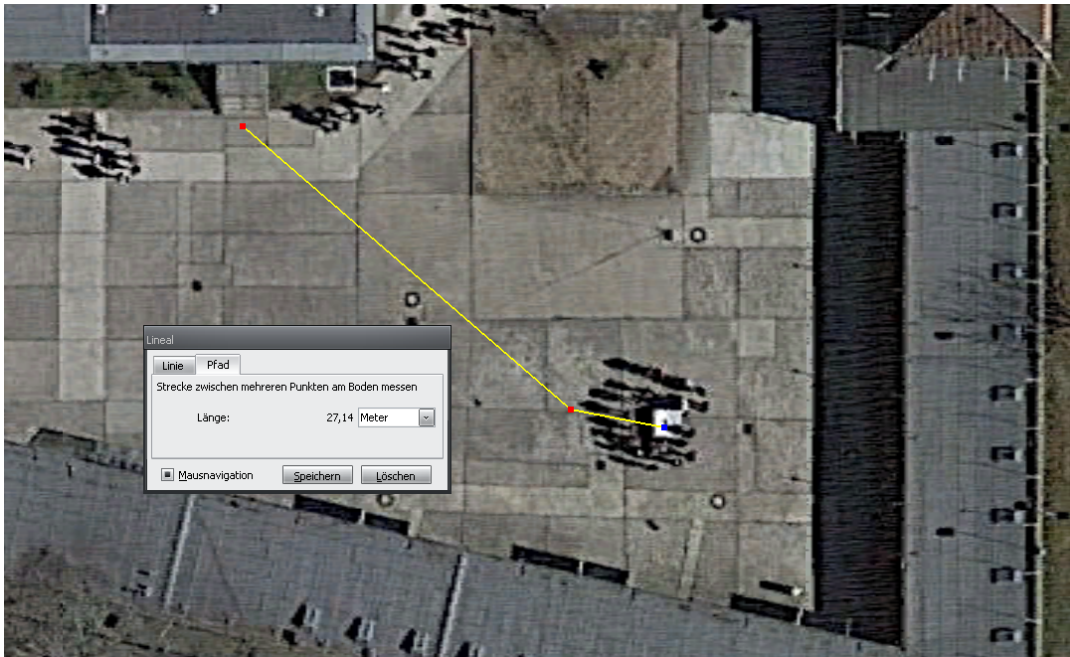 Lineal
Linie Pfad
Strecke zwischen mehreren Punkten am Boden messen
Länge: 27,14 Meter
Mausnavigation Speichern Löschen